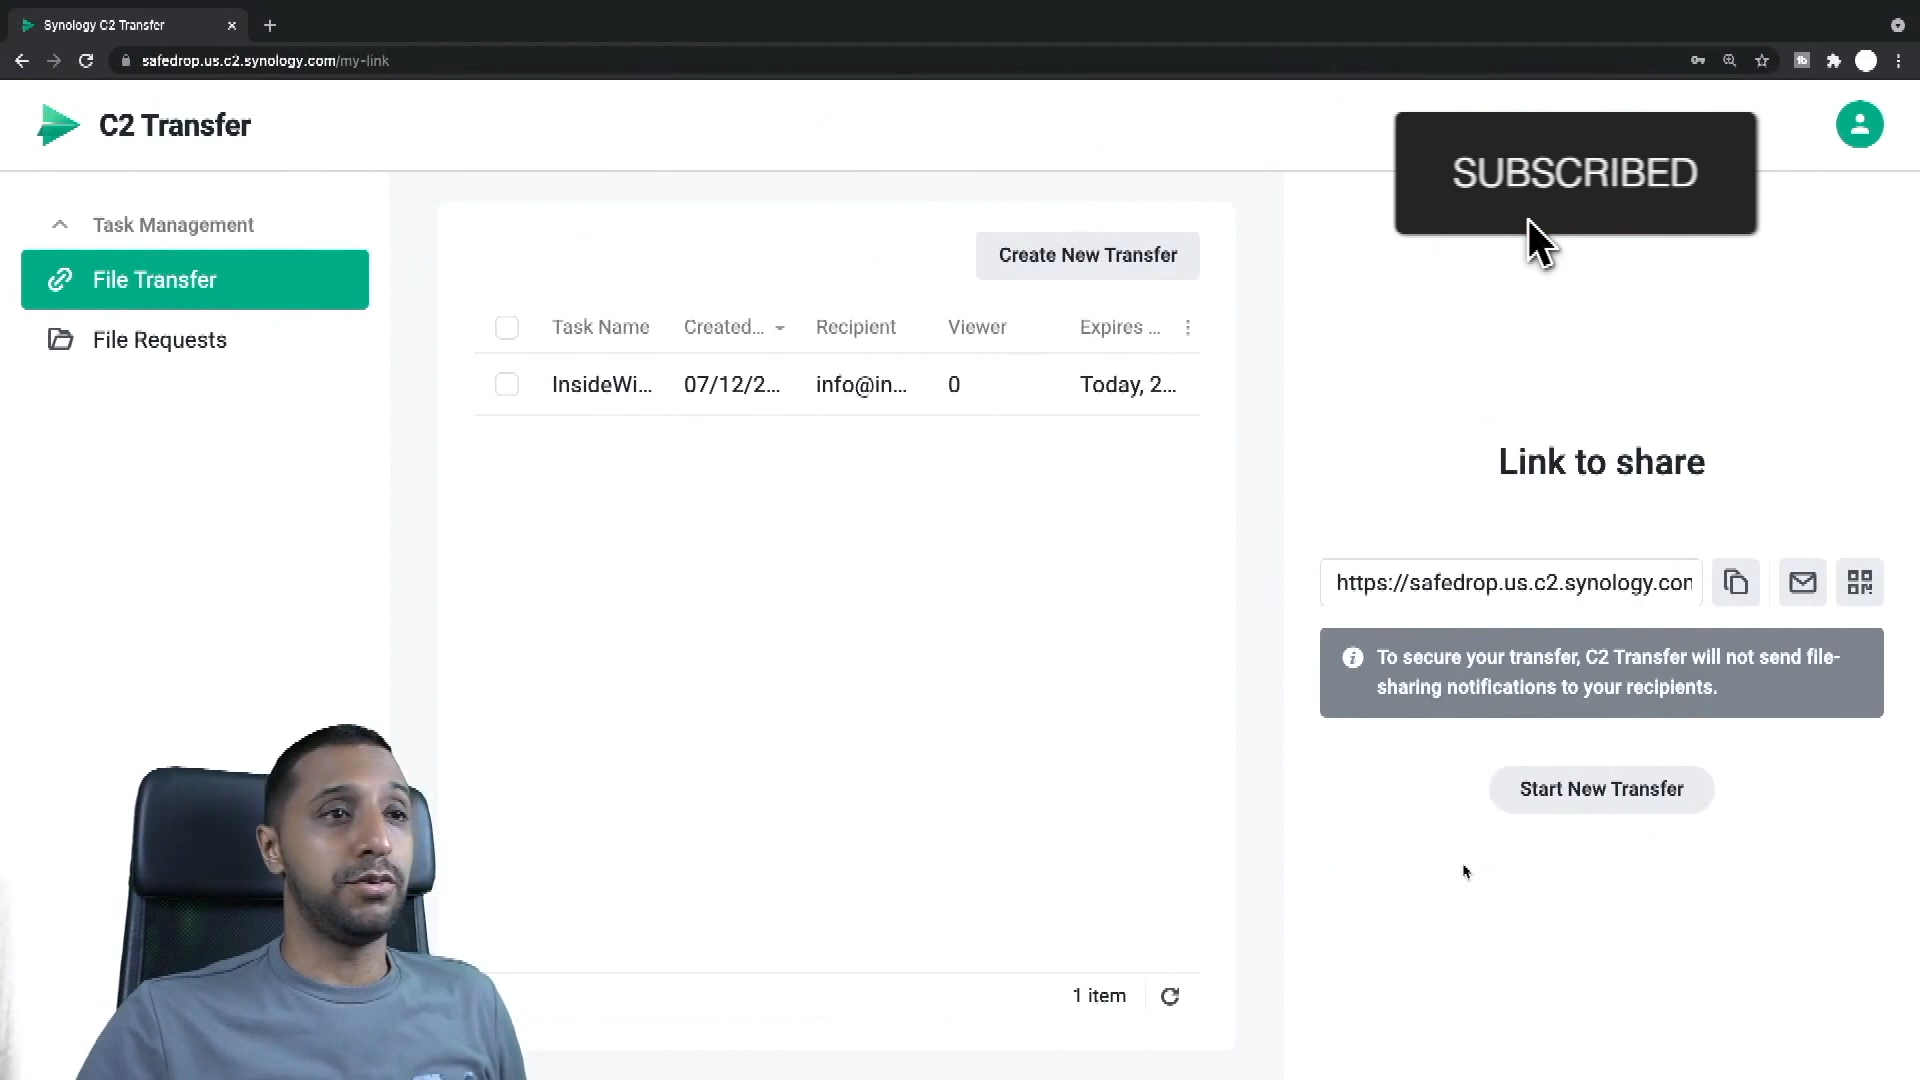 Synology C2 Transfer
safedrop.us.c2.synology.com/my-link
C2 Transfer
SUBSCRIBED
Task Management
File Transfer
File Requests
Create New Transfer
Task Name Created... Recipient Viewer Expires ...
InsideWi... 07/12/2... info@in... 0 Today, 2...
1 item
Link to share
https://safedrop.us.c2.synology.con
To secure your transfer, C2 Transfer will not send file-
sharing notifications to your recipients.
Start New Transfer